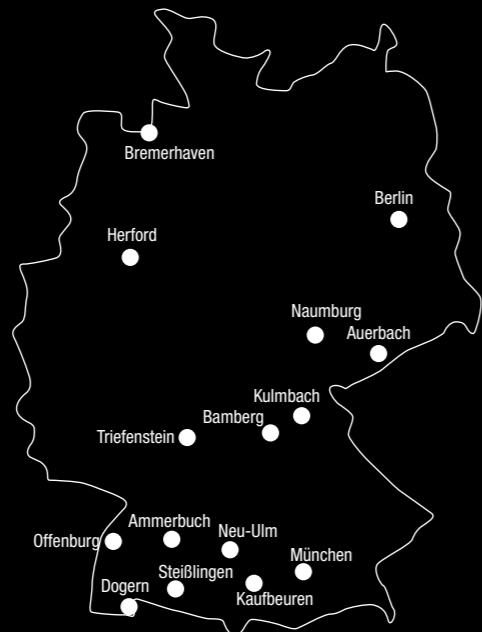 Bremerhaven
Berlin
Herford
Naumburg
Auerbach
Kulmbach
Bamberg
Triefenstein
Ammerbuch
Neu-Ulm
Offenburg
München
Steißlingen
Dogern
Kaufbeuren